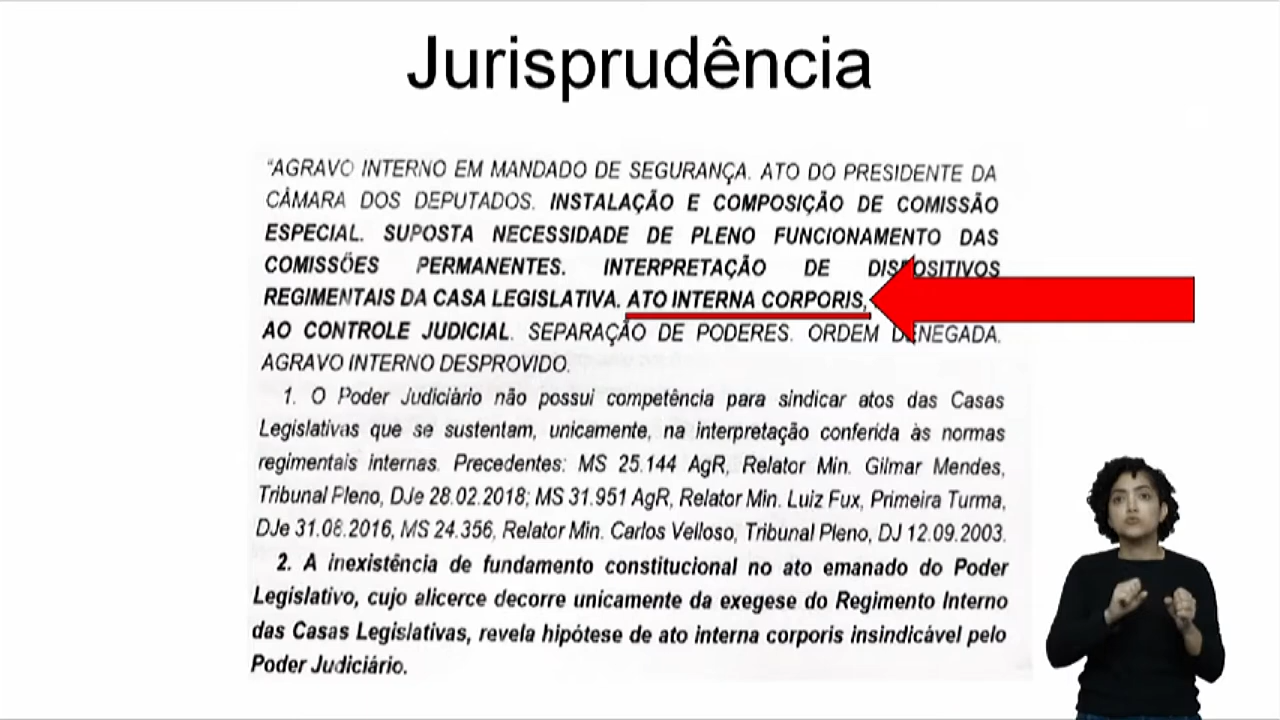 Jurisprudência
“AGRAVO INTERNO EM MANDADO DE SEGURANÇA. ATO DO PRESIDENTE DA
CÂMARA DOS DEPUTADOS. INSTALAÇÃO E COMPOSIÇÃO DE COMISSÃO
ESPECIAL. SUPOSTA NECESSIDADE DE PLENO FUNCIONAMENTO DAS
COMISSÕES PERMANENTES. INTERPRETAÇÃO DE DISPOSITIVOS
REGIMENTAIS DA CASA LEGISLATIVA. ATO INTERNA CORPORIS,
AO CONTROLE JUDICIAL. SEPARAÇÃO DE PODERES. ORDEM DENEGADA.
AGRAVO INTERNO DESPROVIDO.
1. O Poder Judiciário não possui competência para sindicar atos das Casas
Legislativas que se sustentam, unicamente, na interpretação conferida às normas
regimentais internas. Precedentes: MS 25.144 AgR, Relator Min. Gilmar Mendes,
Tribunal Pleno, DJe 28.02.2018; MS 31.951 AgR, Relator Min. Luiz Fux, Primeira Turma,
DJe 31.08.2016, MS 24.356, Relator Min. Carlos Velloso, Tribunal Pleno, DJ 12.09.2003.
2. A inexistência de fundamento constitucional no ato emanado do Poder
Legislativo, cujo alicerce decorre unicamente da exegese do Regimento Interno
das Casas Legislativas, revela hipótese de ato interna corporis insindicável pelo
Poder Judiciário.